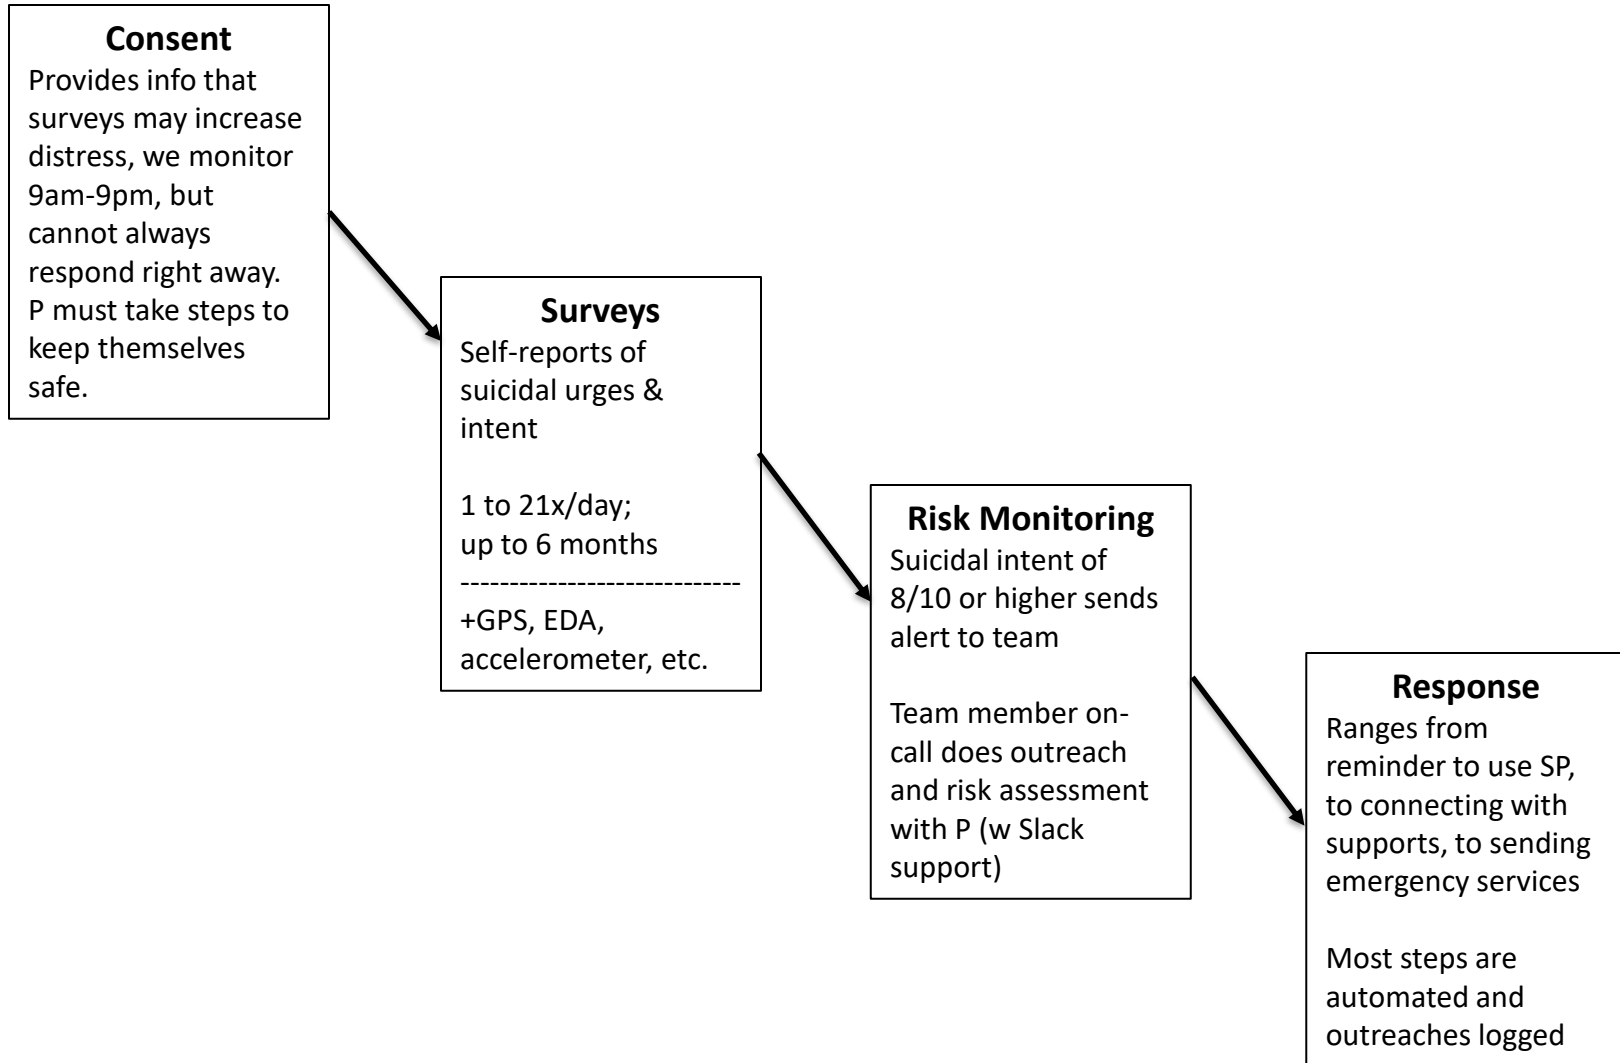 Consent
Provides info that
surveys may increase
distress, we monitor
9am-9pm, but
cannot always
respond right away.
P must take steps to
keep themselves
safe.
Surveys
Self-reports of
suicidal urges &
intent
1 to 21x/day;
up to 6 months
----------------------------
+GPS, EDA,
accelerometer, etc.
Risk Monitoring
Suicidal intent of
8/10 or higher sends
alert to team
Team member on-
call does outreach
and risk assessment
with P (w Slack
support)
Response
Ranges from
reminder to use SP,
to connecting with
supports, to sending
emergency services
Most steps are
automated and
outreaches logged